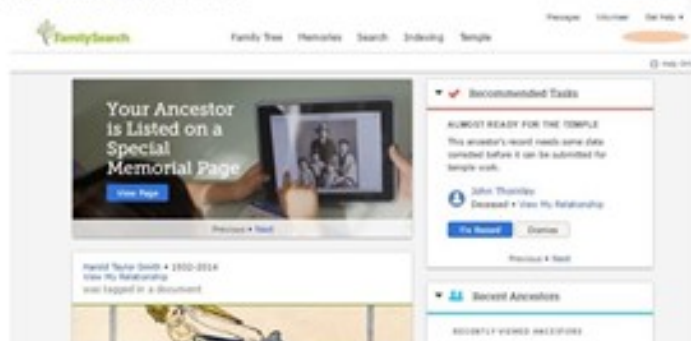 FamilySearch
Family Tree Memories Search Indexing Temple
Messages Volunteer Get Help
Your Ancestor
is Listed on a
Special
Memorial Page
View Page
Previous • Next
Harold Taylor Smith • 1932-2014
View My Relationship
was tagged in a document
Recommended Tasks
ALMOST READY FOR THE TEMPLE
This ancestor's record needs some data
corrected before it can be submitted for
temple work.
John Thornley
Deceased • View My Relationship
Fix Record Dismiss
Previous • Next
Recent Ancestors
RECENTLY VIEWED ANCESTORS